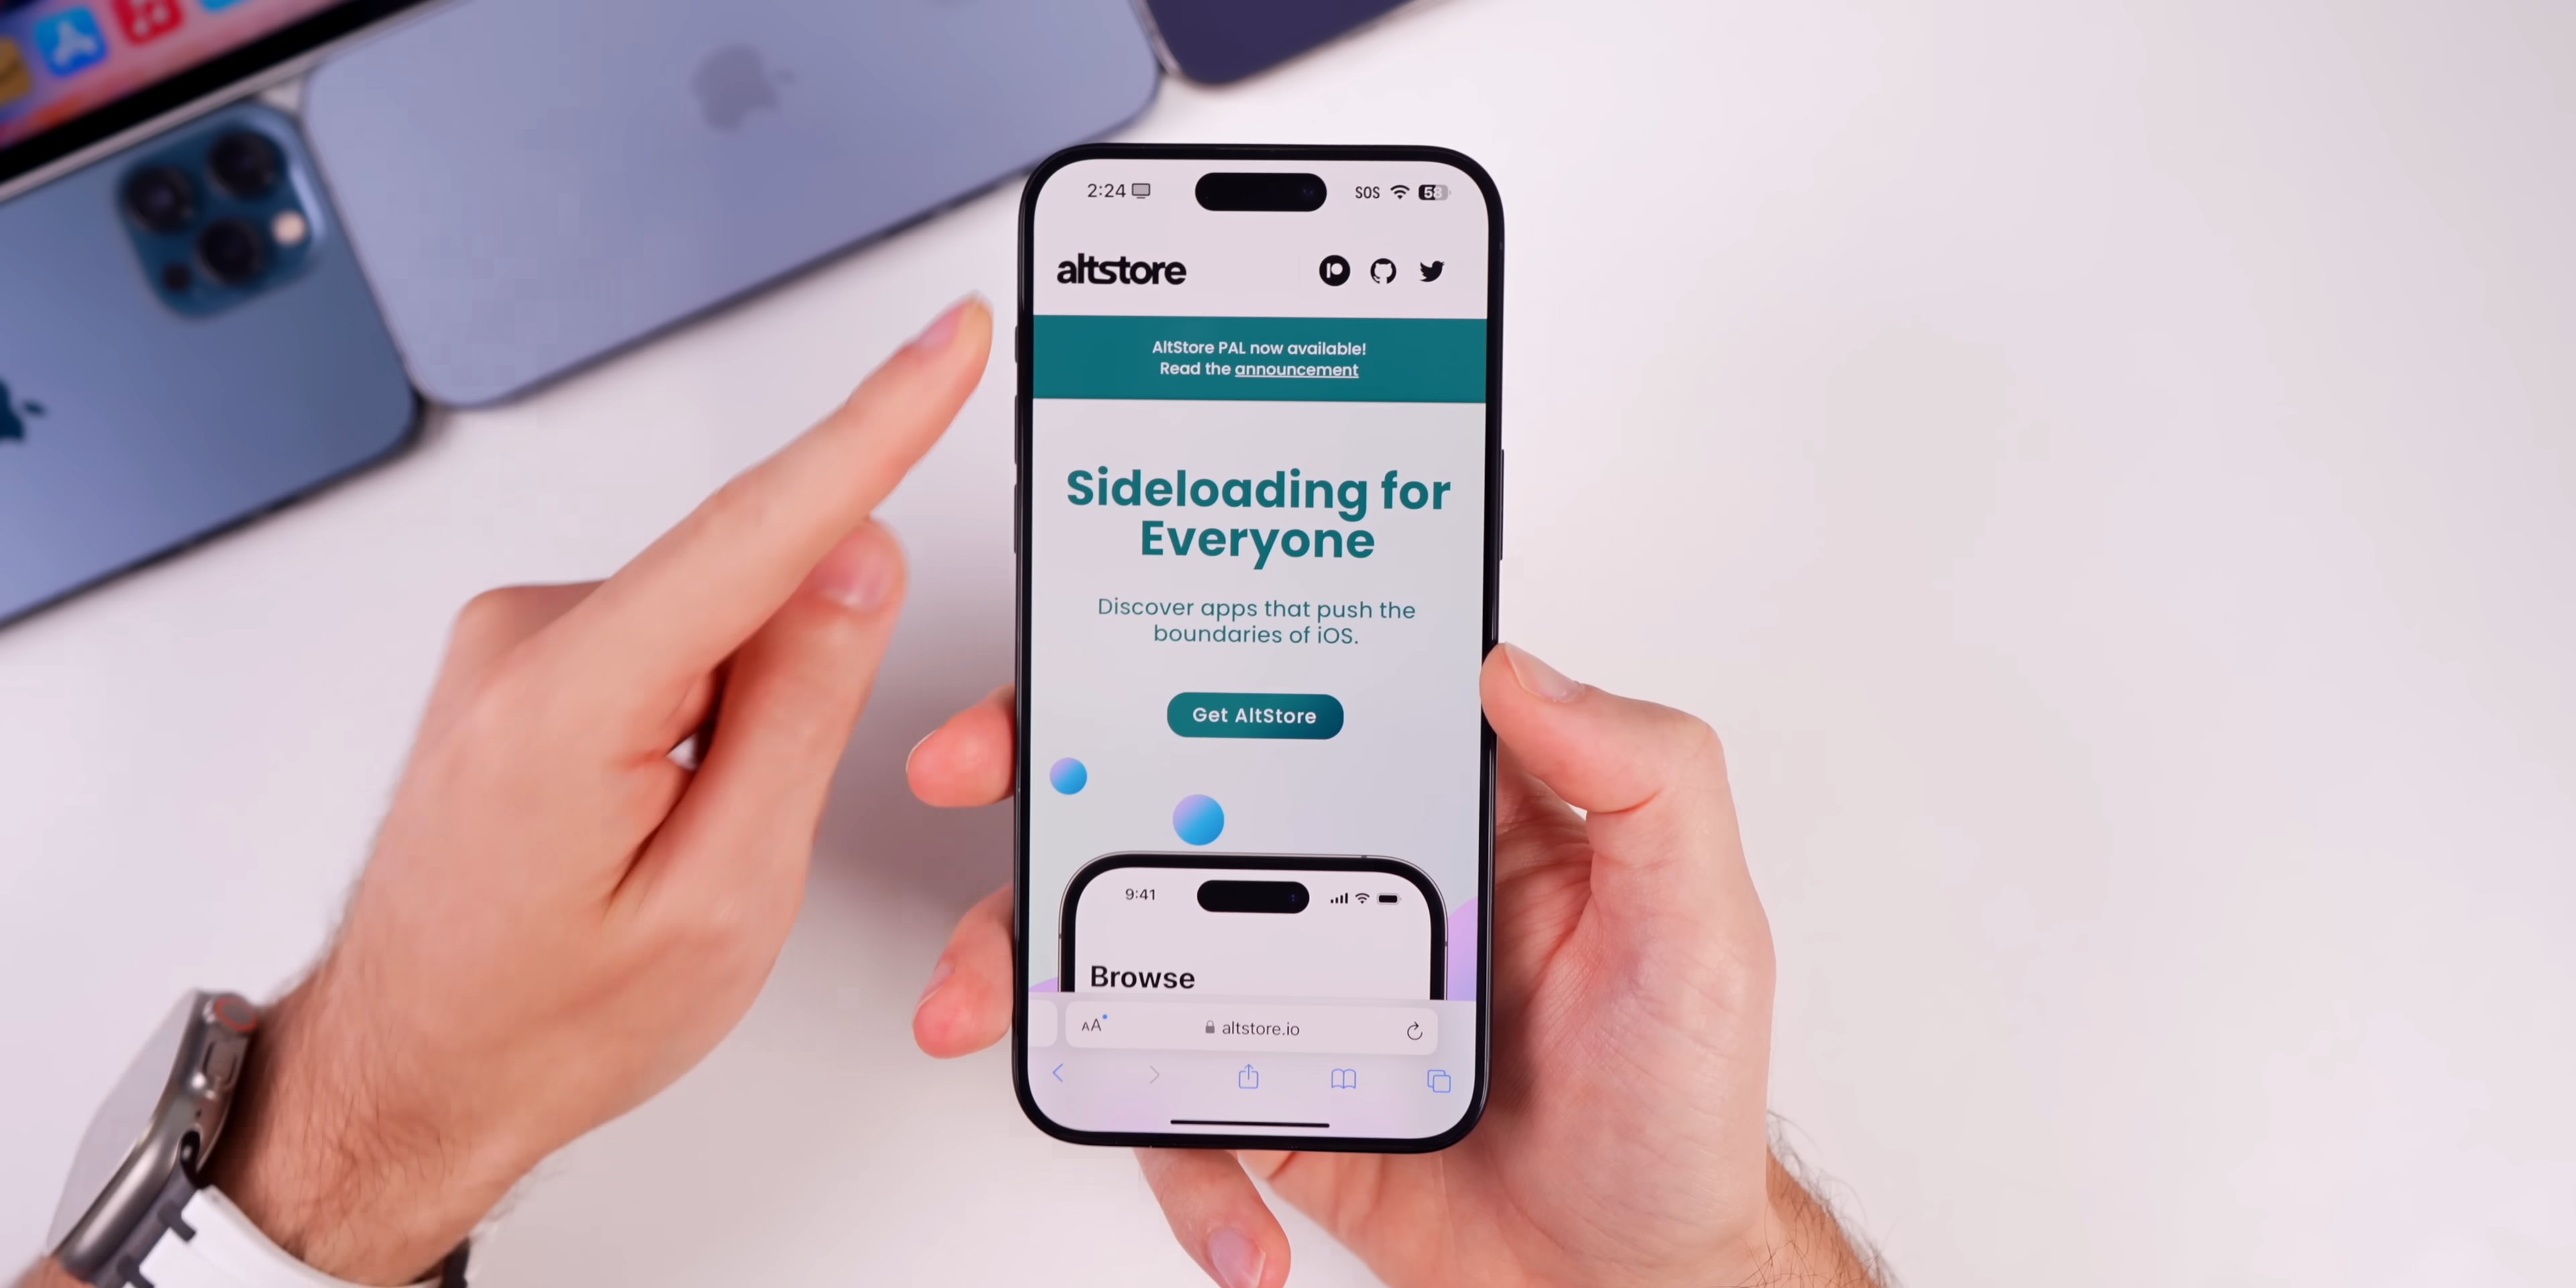 2:24
SOS
58
altstore
AltStore PAL now available!
Read the announcement
Sideloading for
Everyone
Discover apps that push the
boundaries of iOS.
Get AltStore
9:41
Browse
AA
altstore.io